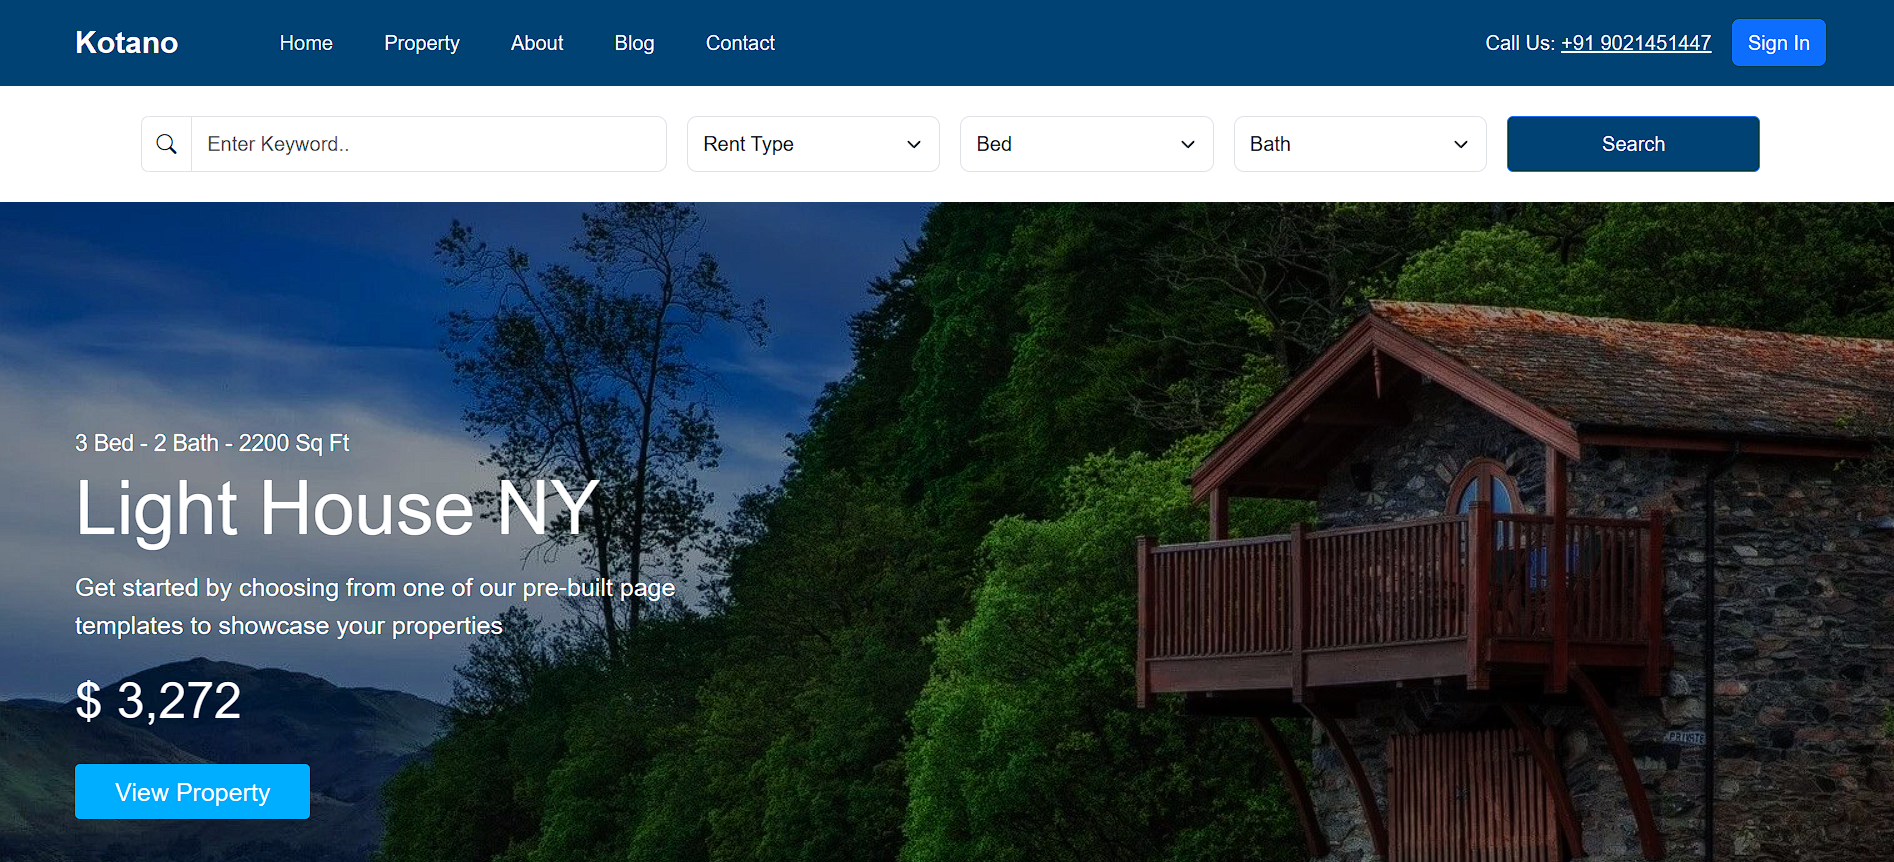 Kotano
Home Property About Blog Contact
Call Us: +91 9021451447 Sign In
Enter Keyword.. Rent Type Bed Bath Search
3 Bed - 2 Bath - 2200 Sq Ft
Light House NY
Get started by choosing from one of our pre-built page
templates to showcase your properties
$ 3,272
View Property
PRIVATE